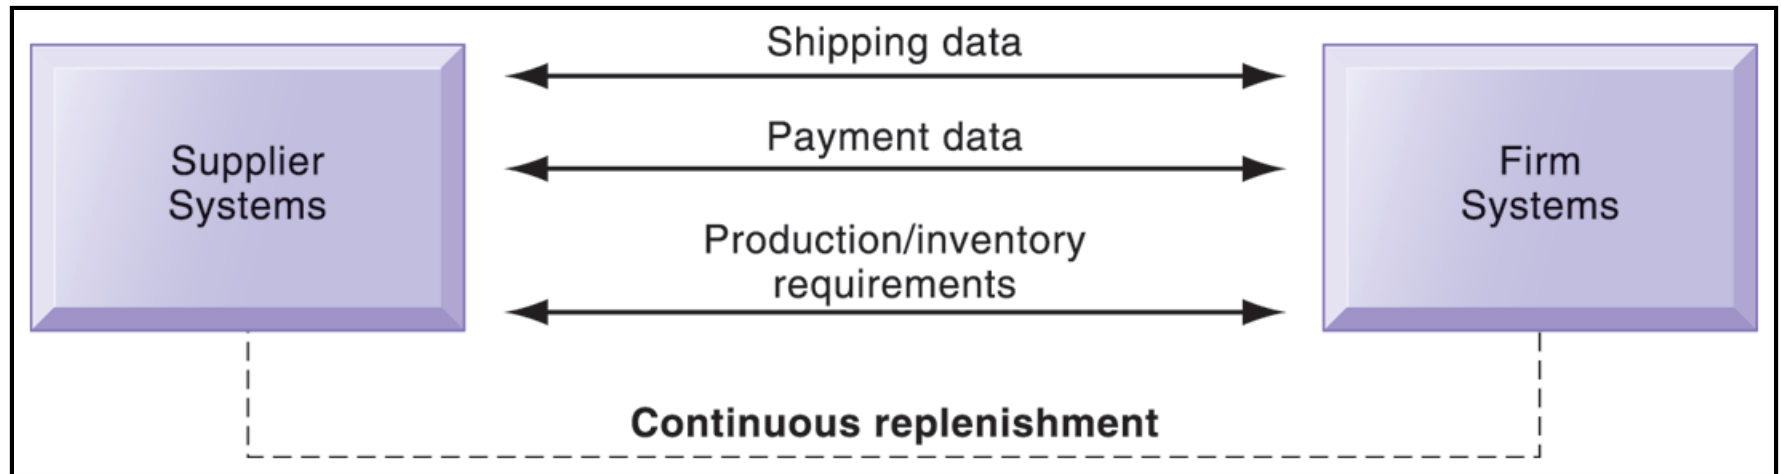 Shipping data
Payment data
Supplier
Systems
Firm
Systems
Production/inventory
requirements
Continuous replenishment